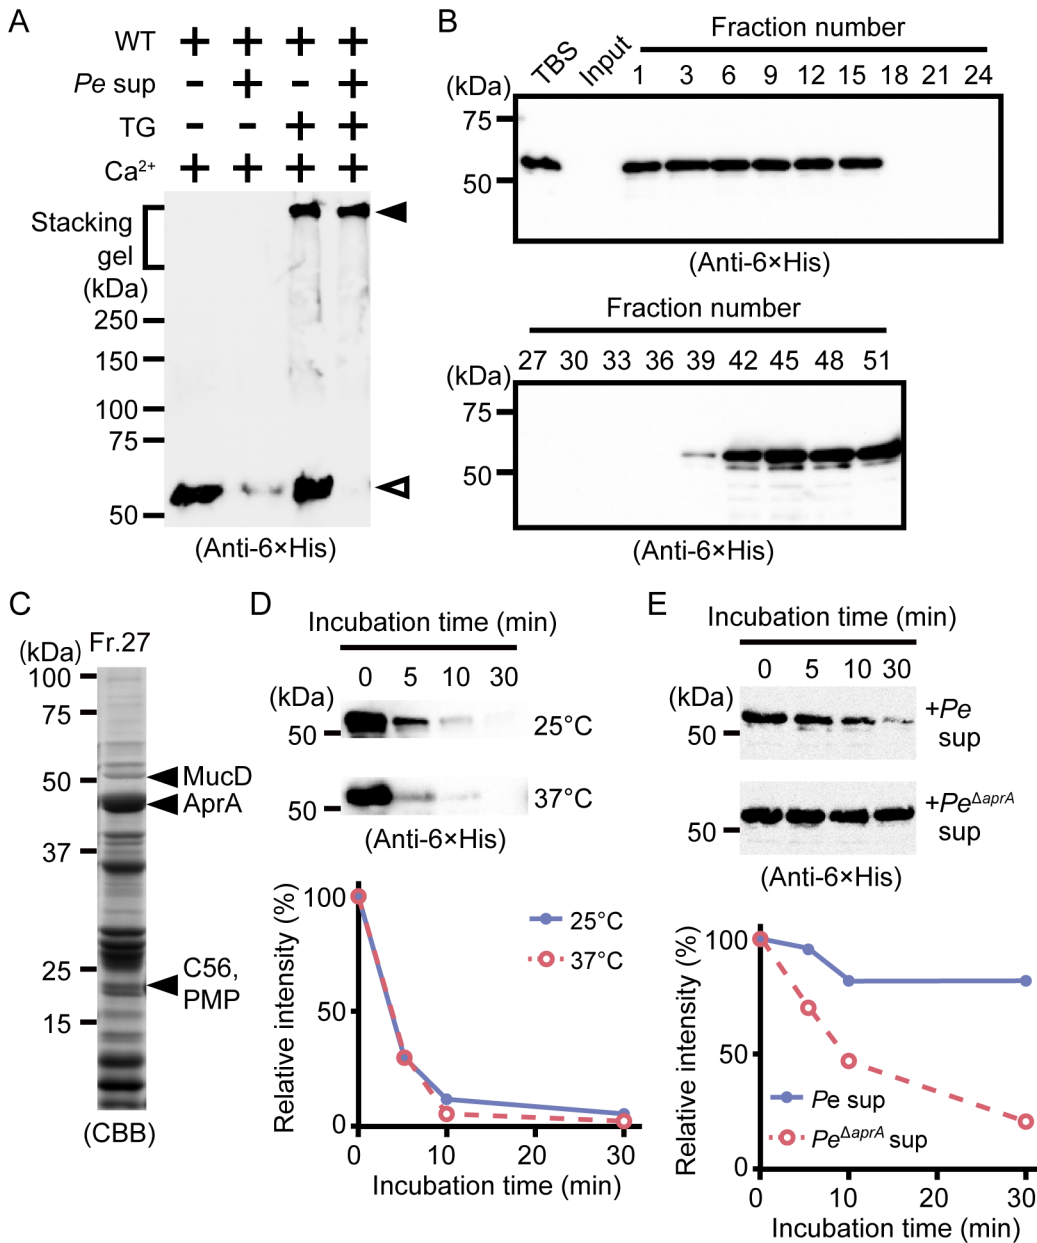 A
WT + + + +
Pe sup - + - +
TG - - + +
Ca²⁺ + + + +
Stacking
gel
(kDa)
250
150
100
75
50
(Anti-6×His)
B
Fraction number
TBS Input 1 3 6 9 12 15 18 21 24
(kDa)
75
50
(Anti-6×His)
Fraction number
27 30 33 36 39 42 45 48 51
(kDa)
75
50
(Anti-6×His)
C
Fr.27
(kDa)
100
75
50
37
25
15
MucD
AprA
C56,
PMP
(CBB)
D
Incubation time (min)
0 5 10 30
(kDa)
50
25°C
50
37°C
(Anti-6×His)
Relative intensity (%)
100
50
0
25°C
37°C
0 10 20 30
Incubation time (min)
E
Incubation time (min)
0 5 10 30
(kDa)
50
+Pe
sup
50
+Pe^ΔaprA
sup
(Anti-6×His)
Relative intensity (%)
100
50
0
Pe sup
Pe^ΔaprA sup
0 10 20 30
Incubation time (min)